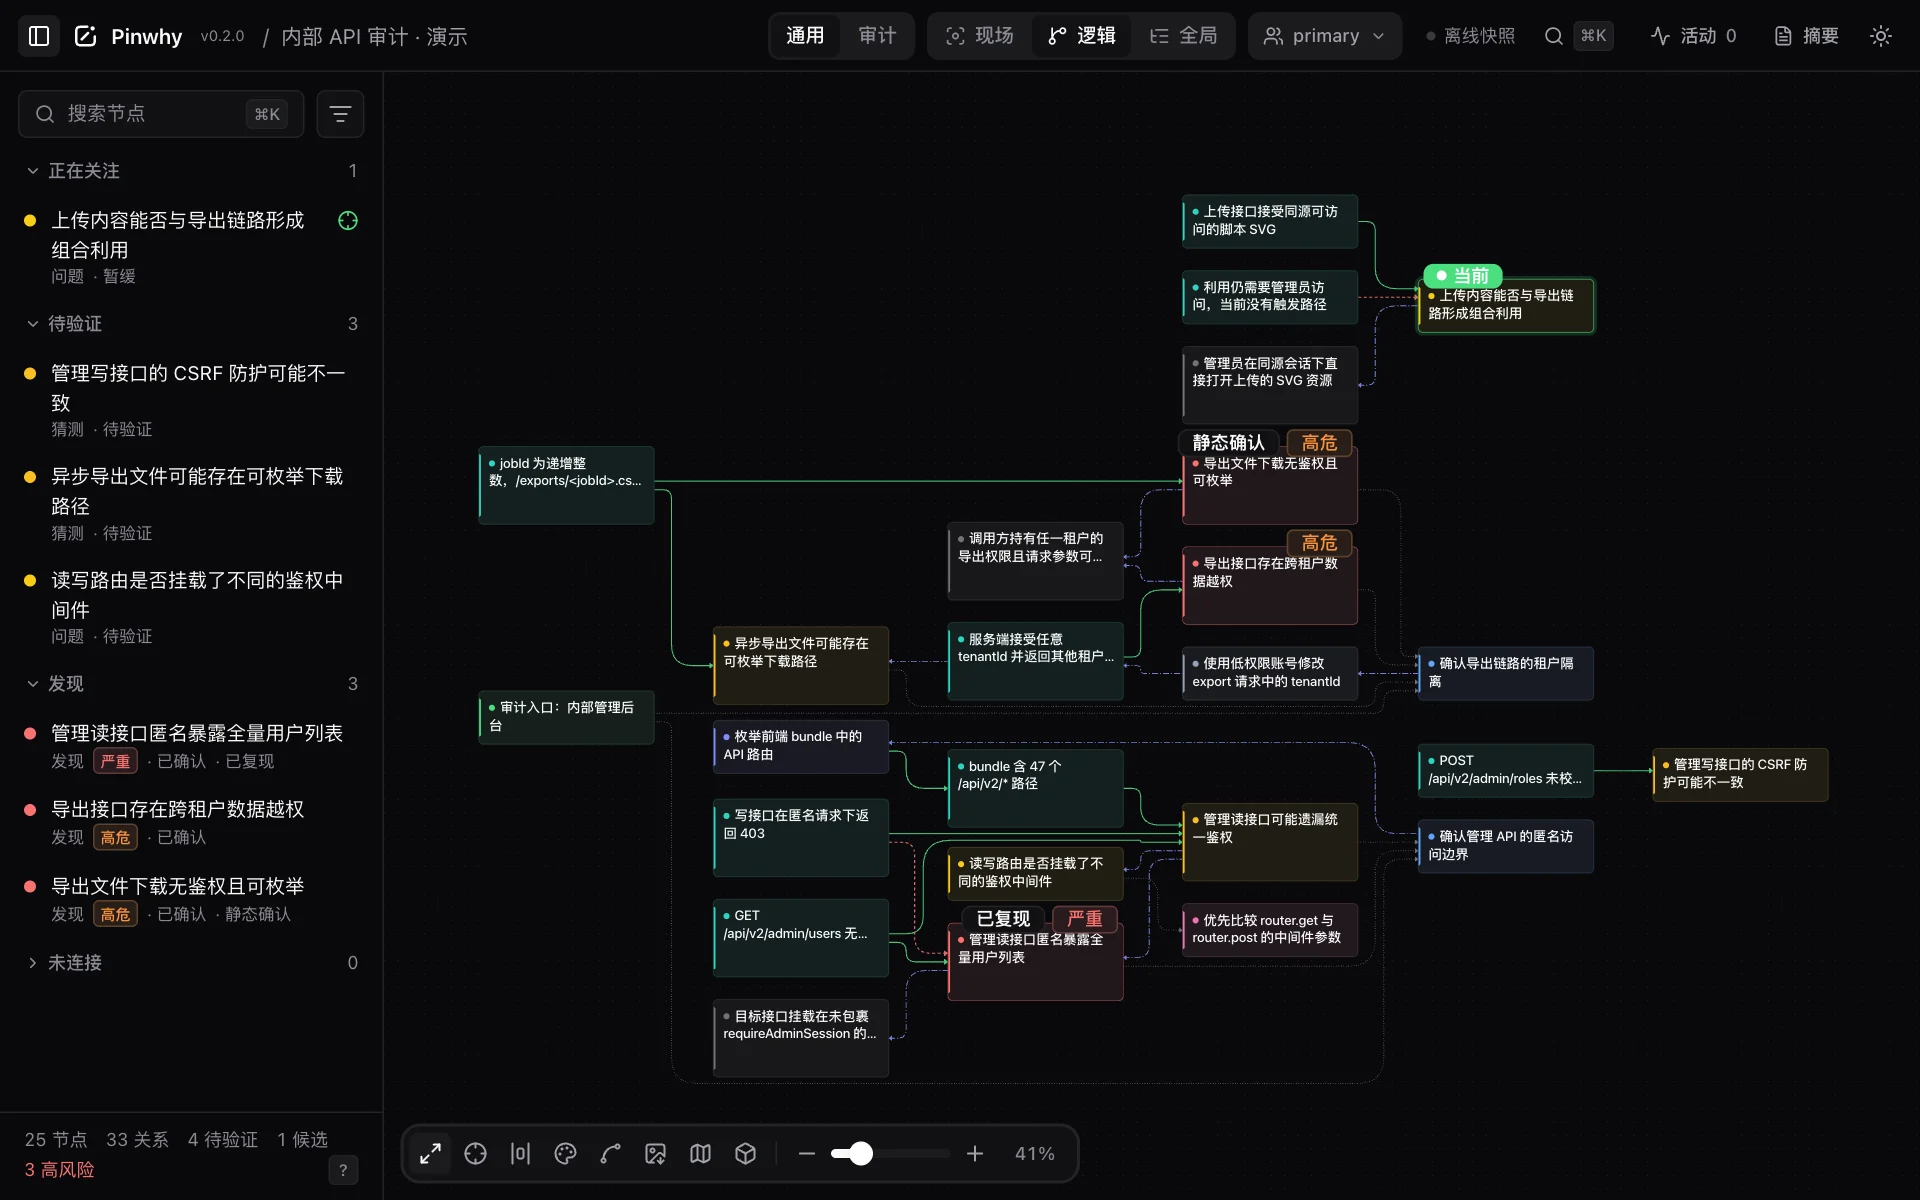 Pinwhy v0.2.0 / 内部 API 审计 · 演示
通用 审计
现场 逻辑 全局
primary
离线快照
⌘K
活动 0
摘要
搜索节点 ⌘K
正在关注 1
上传内容能否与导出链路形成
组合利用
问题 · 暂缓
待验证 3
管理写接口的 CSRF 防护可能不一
致
猜测 · 待验证
异步导出文件可能存在可枚举下载
路径
猜测 · 待验证
读写路由是否挂载了不同的鉴权中
间件
问题 · 待验证
发现 3
管理读接口匿名暴露全量用户列表
发现 严重 · 已确认 · 已复现
导出接口存在跨租户数据越权
发现 高危 · 已确认
导出文件下载无鉴权且可枚举
发现 高危 · 已确认 · 静态确认
未连接 0
25 节点 33 关系 4 待验证 1 候选
3 高风险
?
上传接口接受同源可访
问的脚本 SVG
利用仍需要管理员访
问，当前没有触发路径
当前
上传内容能否与导出链
路形成组合利用
管理员在同源会话下直
接打开上传的 SVG 资源
静态确认 高危
导出文件下载无鉴权且
可枚举
jobId 为递增整
数，/exports/<jobId>.cs...
调用方持有任一租户的
导出权限且请求参数可...
高危
导出接口存在跨租户数
据越权
异步导出文件可能存在
可枚举下载路径
服务端接受任意
tenantId 并返回其他租户...
使用低权限账号修改
export 请求中的 tenantId
确认导出链路的租户隔
离
审计入口：内部管理后
台
枚举前端 bundle 中的
API 路由
bundle 含 47 个
/api/v2/* 路径
POST
/api/v2/admin/roles 未校...
管理写接口的 CSRF 防
护可能不一致
写接口在匿名请求下返
回 403
管理读接口可能遗漏统
一鉴权
确认管理 API 的匿名访
问边界
读写路由是否挂载了不
同的鉴权中间件
GET
/api/v2/admin/users 无...
已复现 严重
管理读接口匿名暴露全
量用户列表
优先比较 router.get 与
router.post 的中间件参数
目标接口挂载在未包裹
requireAdminSession 的...
41%